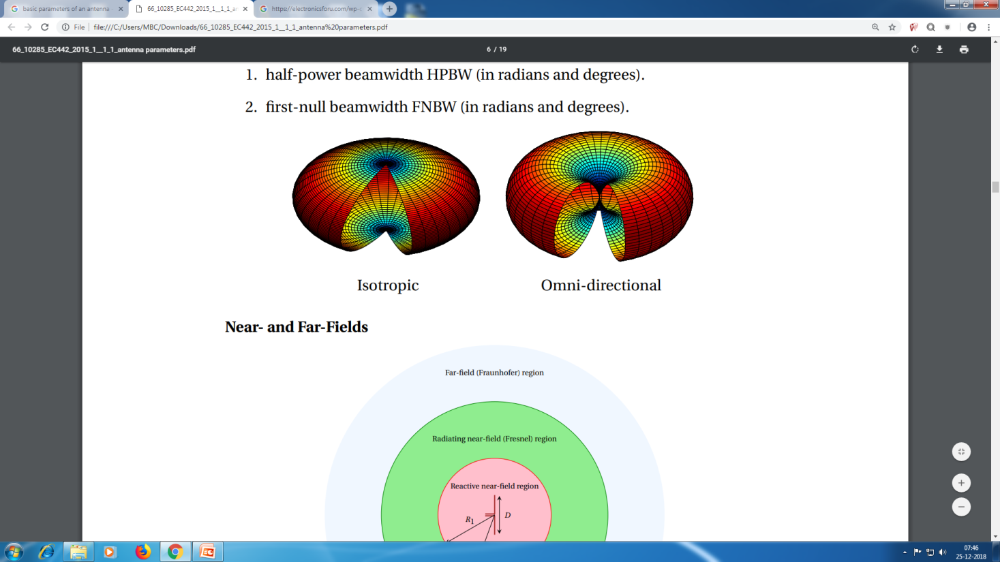 basic parameters of an antenna
66_10285_EC442_2015_1__1_1_a
https://electronicsforu.com/wp-c
File
file:///C:/Users/MBC/Downloads/66_10285_EC442_2015_1__1_1_antenna%20parameters.pdf
66_10285_EC442_2015_1__1_1_antenna parameters.pdf
6 / 19
1. half-power beamwidth HPBW (in radians and degrees).
2. first-null beamwidth FNBW (in radians and degrees).
Isotropic
Omni-directional
Near- and Far-Fields
Far-field (Fraunhofer) region
Radiating near-field (Fresnel) region
Reactive near-field region
R1
D
07:46
25-12-2018